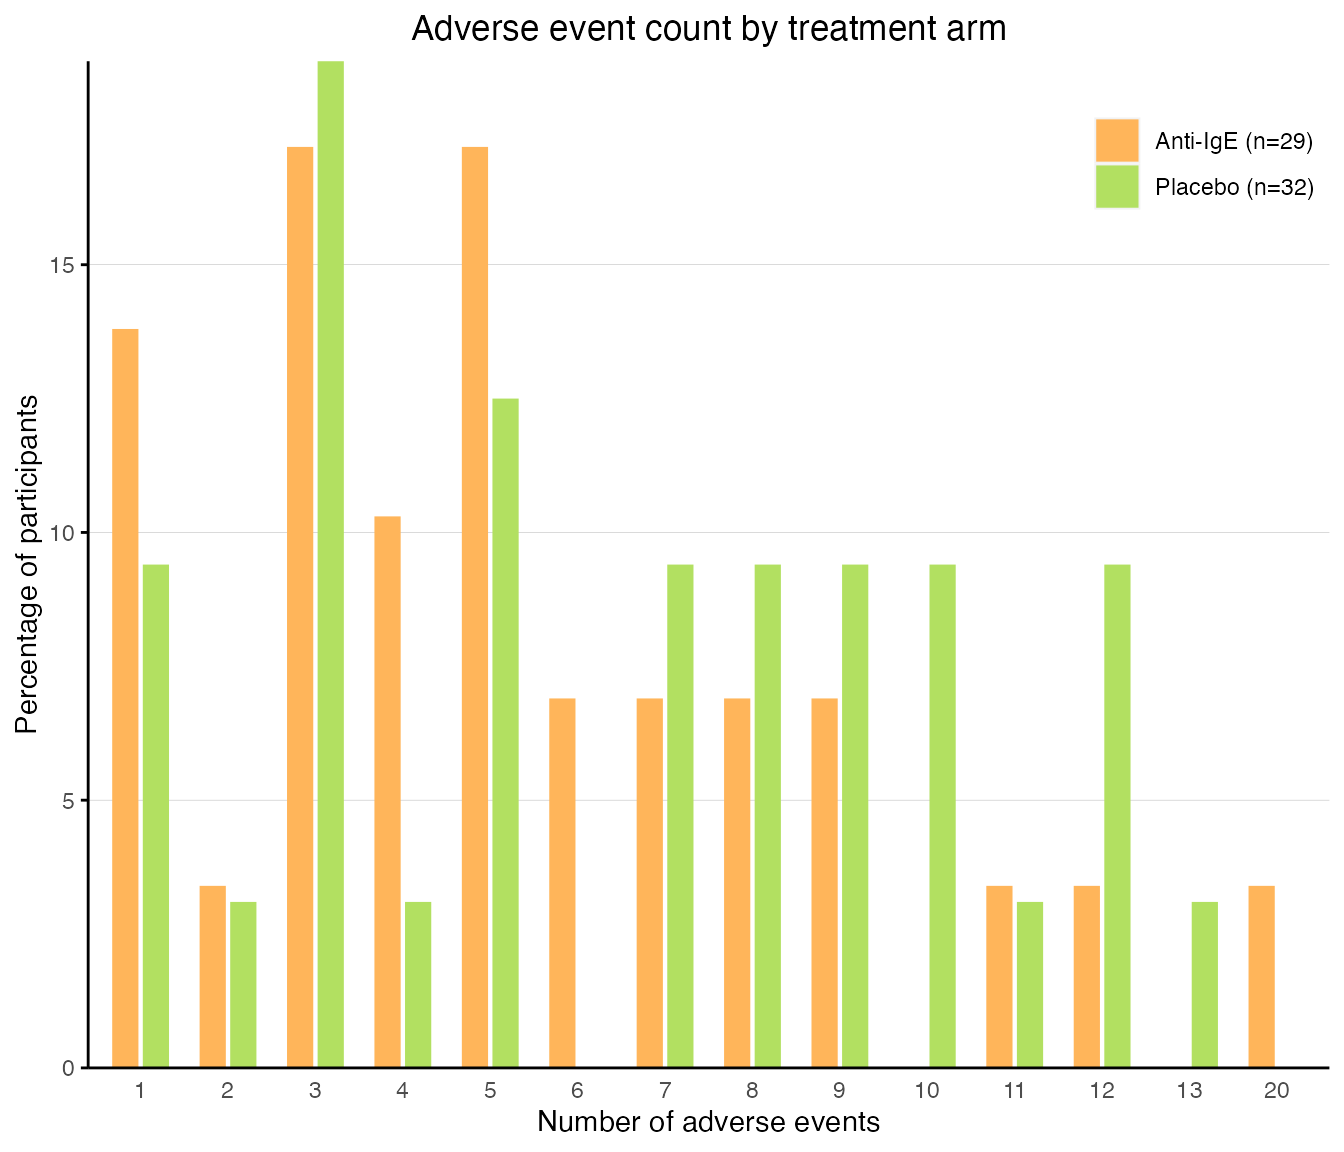 Adverse event count by treatment arm
Anti-IgE (n=29)
Placebo (n=32)
Percentage of participants
15
10
5
0
1 2 3 4 5 6 7 8 9 10 11 12 13 20
Number of adverse events